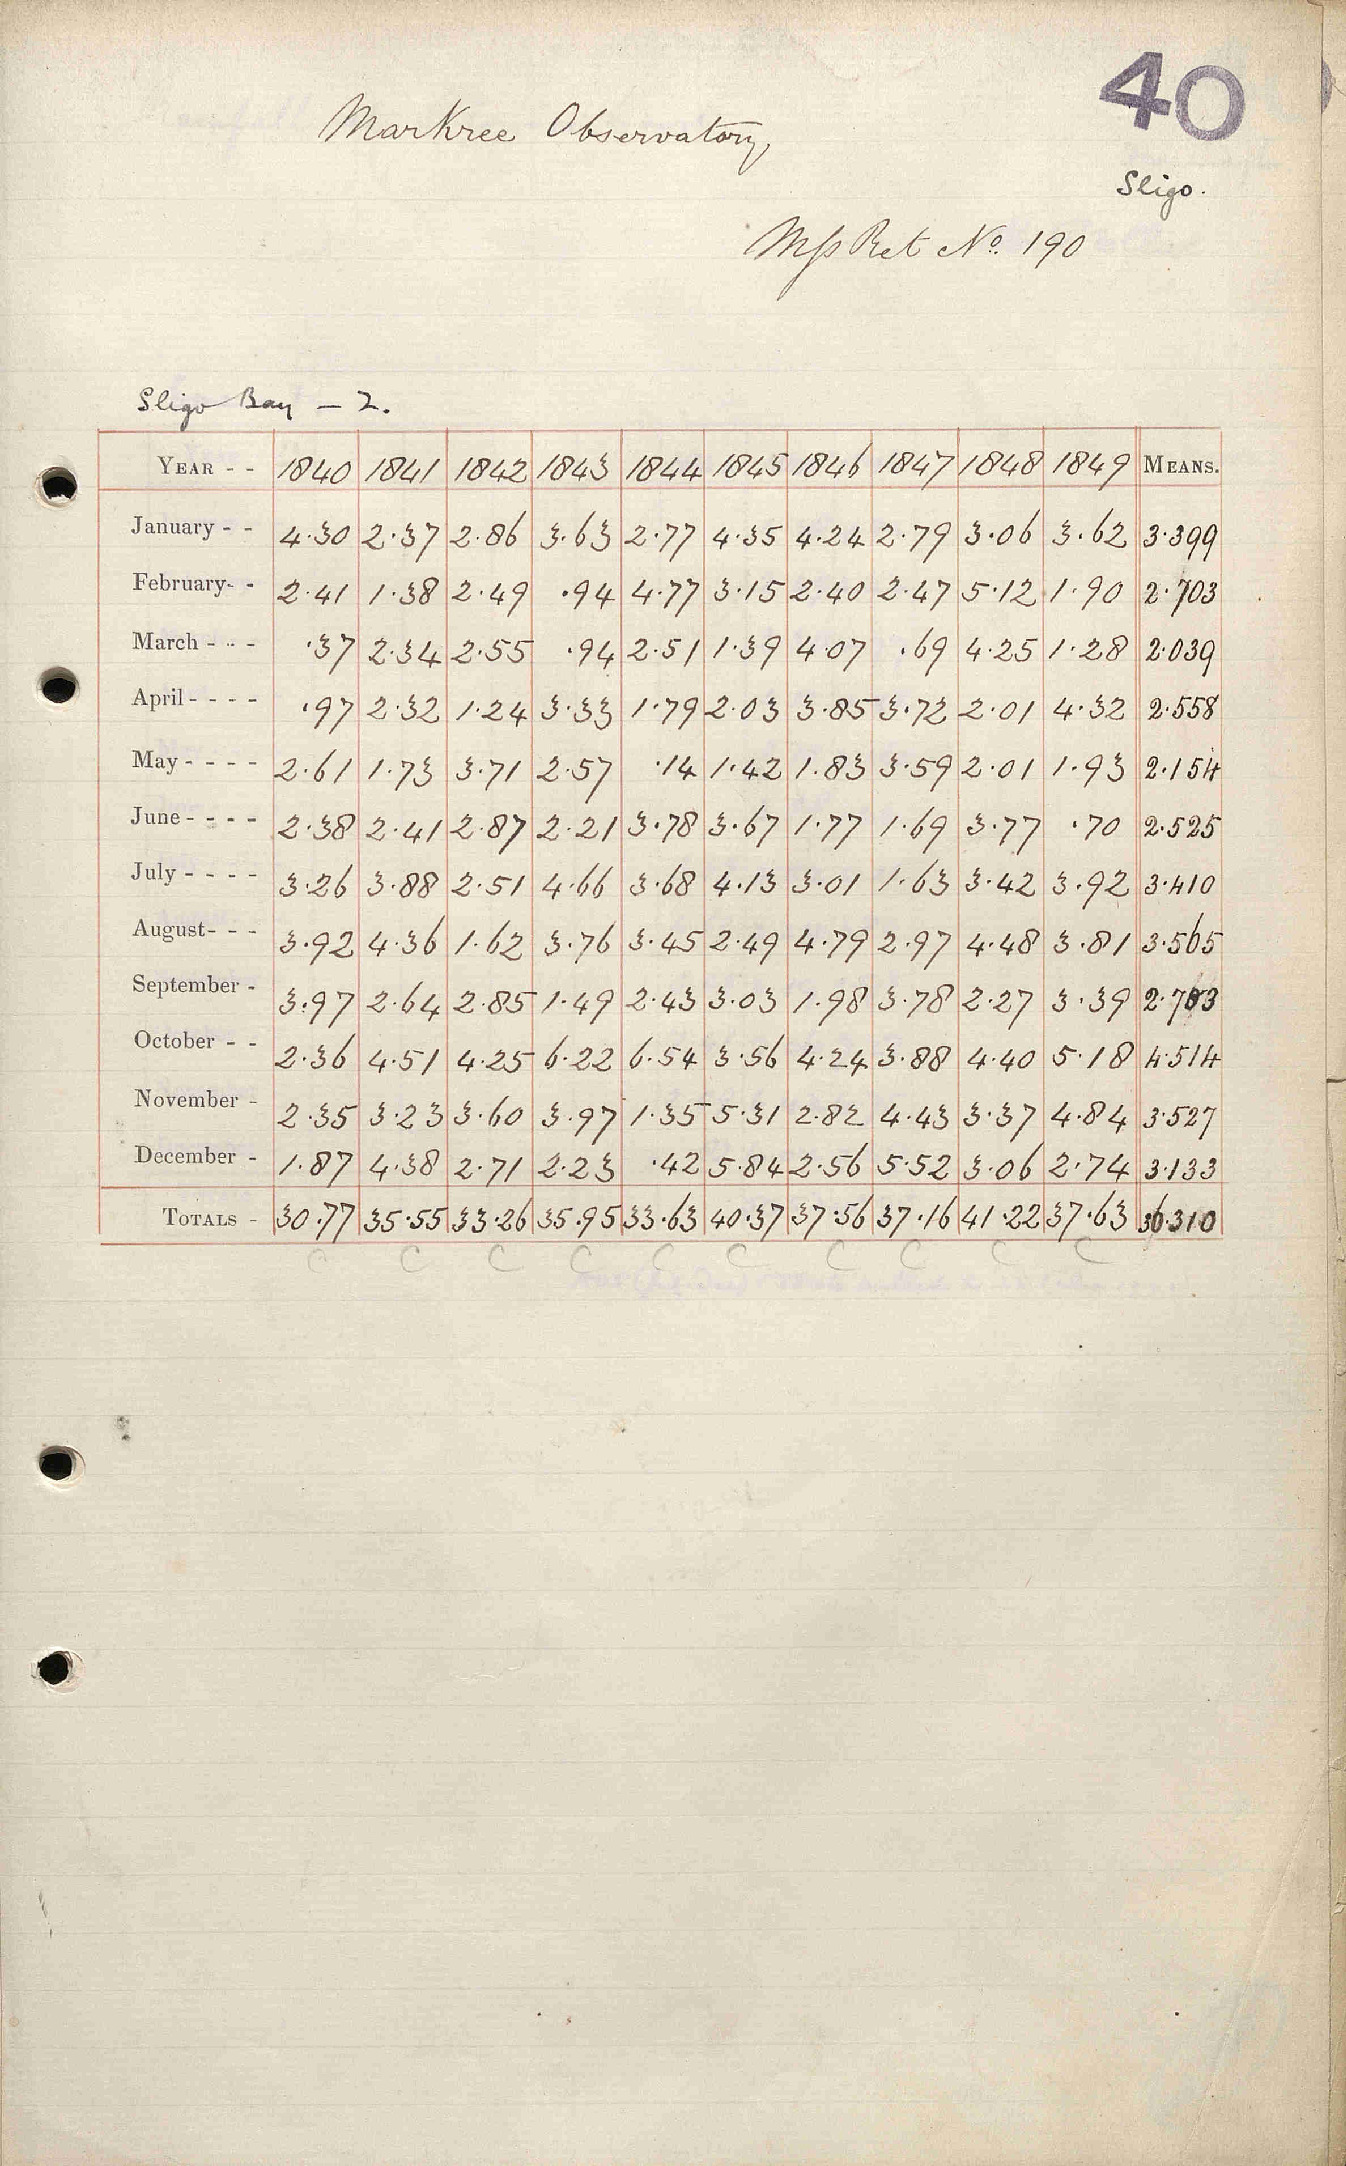 40
Markree Observatory,
Sligo.
Mss Ret No. 190
Sligo Bay – 2.
YEAR - - 1840 1841 1842 1843 1844 1845 1846 1847 1848 1849 MEANS.
January - - 4.30 2.37 2.86 3.63 2.77 4.35 4.24 2.79 3.06 3.62 3.399
February- - 2.41 1.38 2.49 .94 4.77 3.15 2.40 2.47 5.12 1.90 2.703
March - - - .37 2.34 2.55 .94 2.51 1.39 4.07 .69 4.25 1.28 2.039
April - - - - .97 2.32 1.24 3.33 1.79 2.03 3.85 3.72 2.01 4.32 2.558
May - - - - 2.61 1.73 3.71 2.57 .14 1.42 1.83 3.59 2.01 1.93 2.154
June - - - - 2.38 2.41 2.87 2.21 3.78 3.67 1.77 1.69 3.77 .70 2.525
July - - - - 3.26 3.88 2.51 4.66 3.68 4.13 3.01 1.63 3.42 3.92 3.410
August- - - 3.92 4.36 1.62 3.76 3.45 2.49 4.79 2.97 4.48 3.81 3.565
September - 3.97 2.64 2.85 1.49 2.43 3.03 1.98 3.78 2.27 3.39 2.783
October - - 2.36 4.51 4.25 6.22 6.54 3.56 4.24 3.88 4.40 5.18 4.514
November - 2.35 3.23 3.60 3.97 1.35 5.31 2.82 4.43 3.37 4.84 3.527
December - 1.87 4.38 2.71 2.23 .42 5.84 2.56 5.52 3.06 2.74 3.133
TOTALS - 30.77 35.55 33.26 35.95 33.63 40.37 37.56 37.16 41.22 37.63 36.310
C C C C C C C C C C